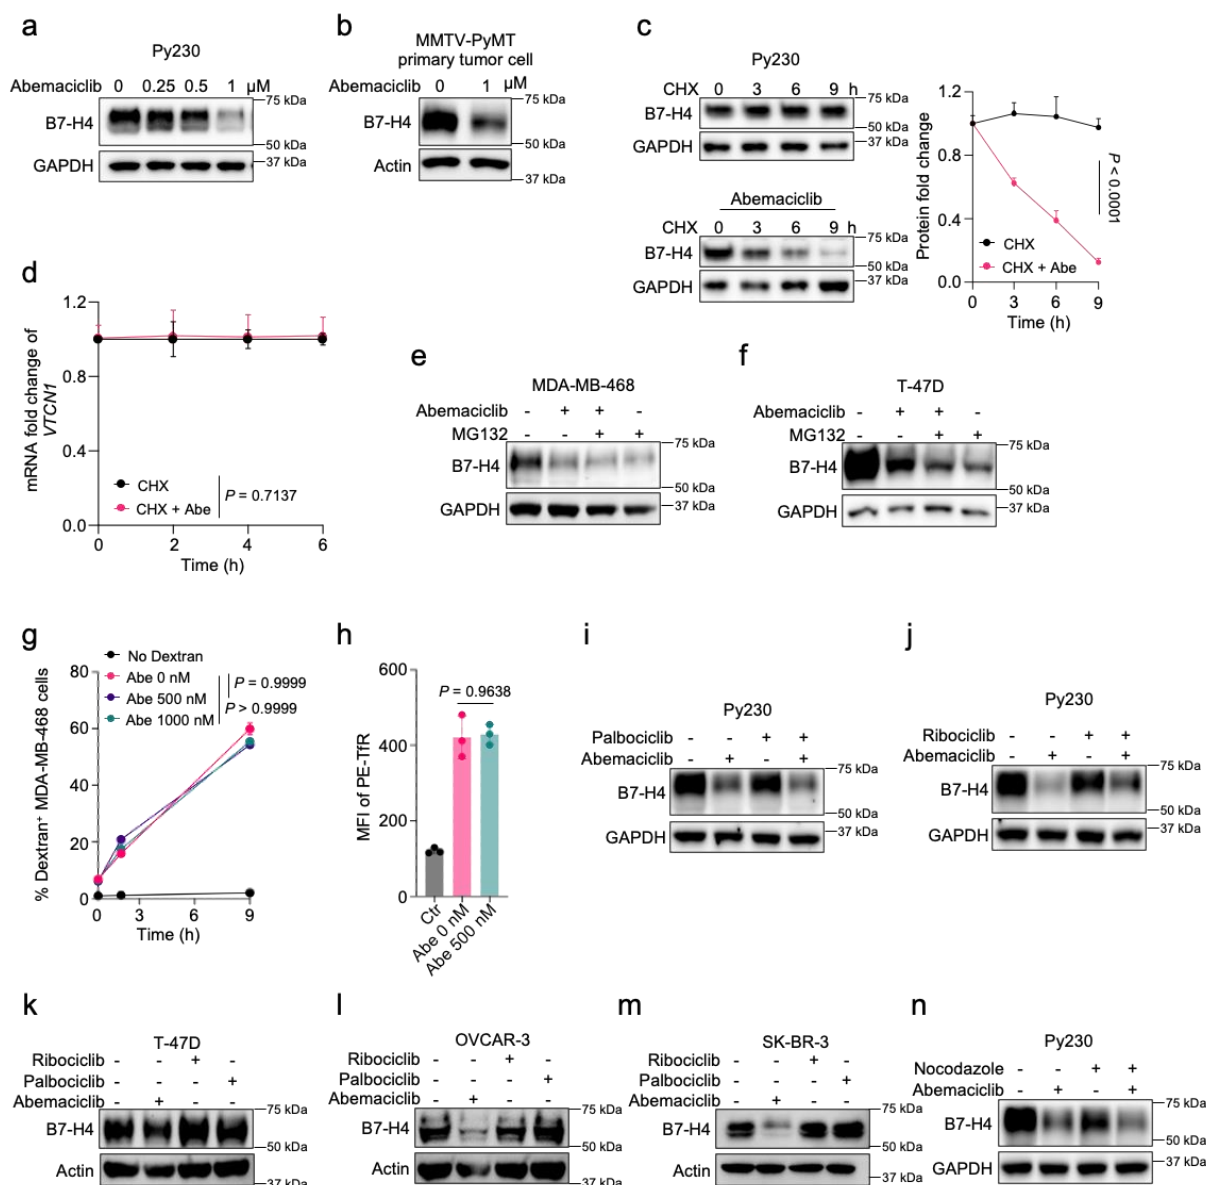 a
Py230
Abemaciclib 0 0.25 0.5 1 μM
75 kDa
B7-H4
50 kDa
GAPDH
37 kDa
b
MMTV-PyMT
primary tumor cell
Abemaciclib 0 1 μM
75 kDa
B7-H4
50 kDa
Actin
37 kDa
c
Py230
CHX 0 3 6 9 h
75 kDa
B7-H4
50 kDa
GAPDH
37 kDa
Abemaciclib
CHX 0 3 6 9 h
75 kDa
B7-H4
50 kDa
GAPDH
37 kDa
Protein fold change
1.2
0.8
0.4
0.0
P < 0.0001
CHX
CHX + Abe
0 3 6 9
Time (h)
d
mRNA fold change of
VTCN1
1.2
0.8
0.4
0.0
CHX
CHX + Abe
P = 0.7137
0 2 4 6
Time (h)
e
MDA-MB-468
Abemaciclib - + + -
MG132 - - + +
75 kDa
B7-H4
50 kDa
GAPDH
37 kDa
f
T-47D
Abemaciclib - + + -
MG132 - - + +
75 kDa
B7-H4
50 kDa
GAPDH
37 kDa
g
No Dextran
Abe 0 nM
Abe 500 nM
Abe 1000 nM
P = 0.9999
P > 0.9999
% Dextran⁺ MDA-MB-468 cells
80
60
40
20
0
0 3 6 9
Time (h)
h
MFI of PE-TfR
600
400
200
0
P = 0.9638
Ctr
Abe 0 nM
Abe 500 nM
i
Py230
Palbociclib - - + +
Abemaciclib - + - +
75 kDa
B7-H4
50 kDa
GAPDH
37 kDa
j
Py230
Ribociclib - - + +
Abemaciclib - + - +
75 kDa
B7-H4
50 kDa
GAPDH
37 kDa
k
T-47D
Ribociclib - - + -
Palbociclib - - - +
Abemaciclib - + - -
75 kDa
B7-H4
50 kDa
Actin
37 kDa
l
OVCAR-3
Ribociclib - - + -
Palbociclib - - - +
Abemaciclib - + - -
75 kDa
B7-H4
50 kDa
Actin
37 kDa
m
SK-BR-3
Ribociclib - - + -
Palbociclib - - - +
Abemaciclib - + - -
75 kDa
B7-H4
50 kDa
Actin
37 kDa
n
Py230
Nocodazole - - + +
Abemaciclib - + - +
75 kDa
B7-H4
50 kDa
GAPDH
37 kDa